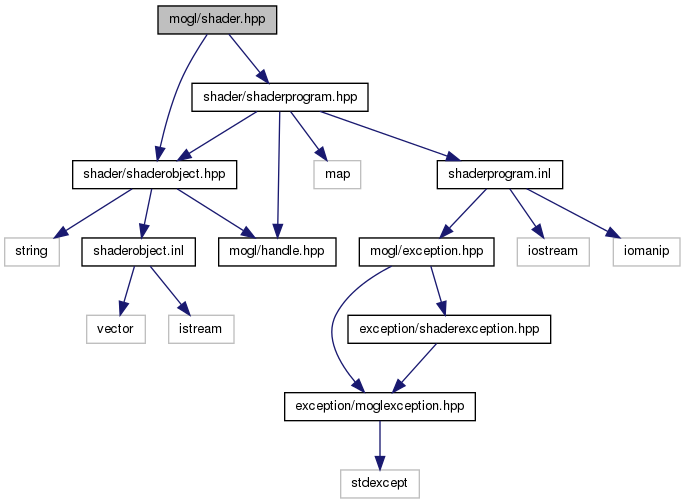 mogl/shader.hpp
shader/shaderprogram.hpp
shader/shaderobject.hpp
map
shaderprogram.inl
string
shaderobject.inl
mogl/handle.hpp
mogl/exception.hpp
iostream
iomanip
vector
istream
exception/shaderexception.hpp
exception/moglexception.hpp
stdexcept